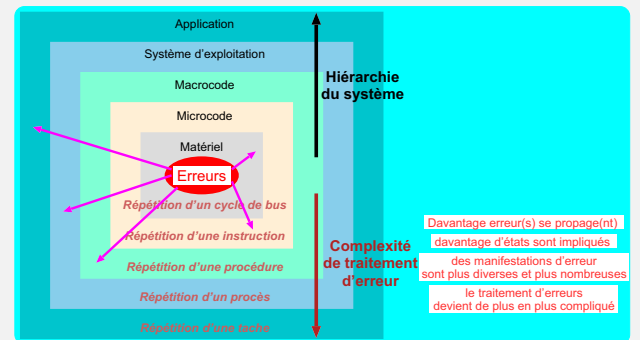 Application
Système d'exploitation
Macrocode
Microcode
Matériel
Erreurs
Répétition d'un cycle de bus
Répétition d'une instruction
Répétition d'une procédure
Répétition d'un procès
Répétition d'une tache
Hiérarchie
du système
Complexité
de traitement
d'erreur
Davantage erreur(s) se propage(nt)
davantage d'états sont impliqués
des manifestations d'erreur
sont plus diverses et plus nombreuses
le traitement d'erreurs
devient de plus en plus compliqué